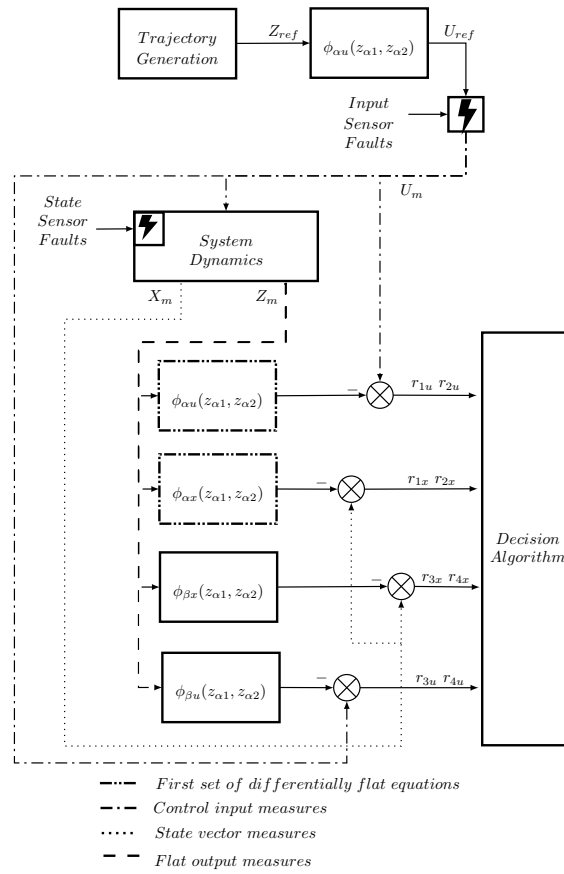 Trajectory
Generation
Z_ref
ϕ_αu(z_α1, z_α2)
U_ref
Input
Sensor
Faults
U_m
State
Sensor
Faults
System
Dynamics
X_m
Z_m
ϕ_αu(z_α1, z_α2)
−
r_1u r_2u
ϕ_αx(z_α1, z_α2)
−
r_1x r_2x
Decision
Algorithm
ϕ_βx(z_α1, z_α2)
−
r_3x r_4x
ϕ_βu(z_α1, z_α2)
−
r_3u r_4u
First set of differentially flat equations
Control input measures
State vector measures
Flat output measures